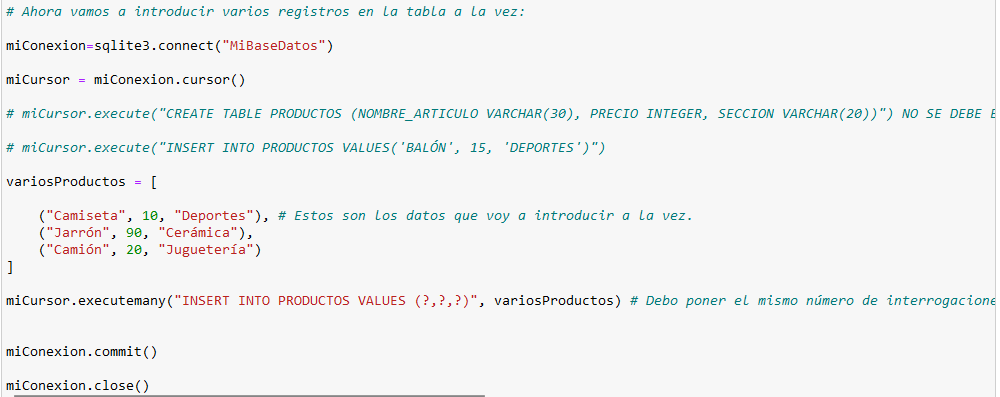 # Ahora vamos a introducir varios registros en la tabla a la vez:
miConexion=sqlite3.connect("MiBaseDatos")
miCursor = miConexion.cursor()
# miCursor.execute("CREATE TABLE PRODUCTOS (NOMBRE_ARTICULO VARCHAR(30), PRECIO INTEGER, SECCION VARCHAR(20))") NO SE DEBE
# miCursor.execute("INSERT INTO PRODUCTOS VALUES('BALÓN', 15, 'DEPORTES')")
variosProductos = [
("Camiseta", 10, "Deportes"), # Estos son los datos que voy a introducir a la vez.
("Jarrón", 90, "Cerámica"),
("Camión", 20, "Juguetería")
]
miCursor.executemany("INSERT INTO PRODUCTOS VALUES (?,?,?)", variosProductos) # Debo poner el mismo número de interrogacione
miConexion.commit()
miConexion.close()